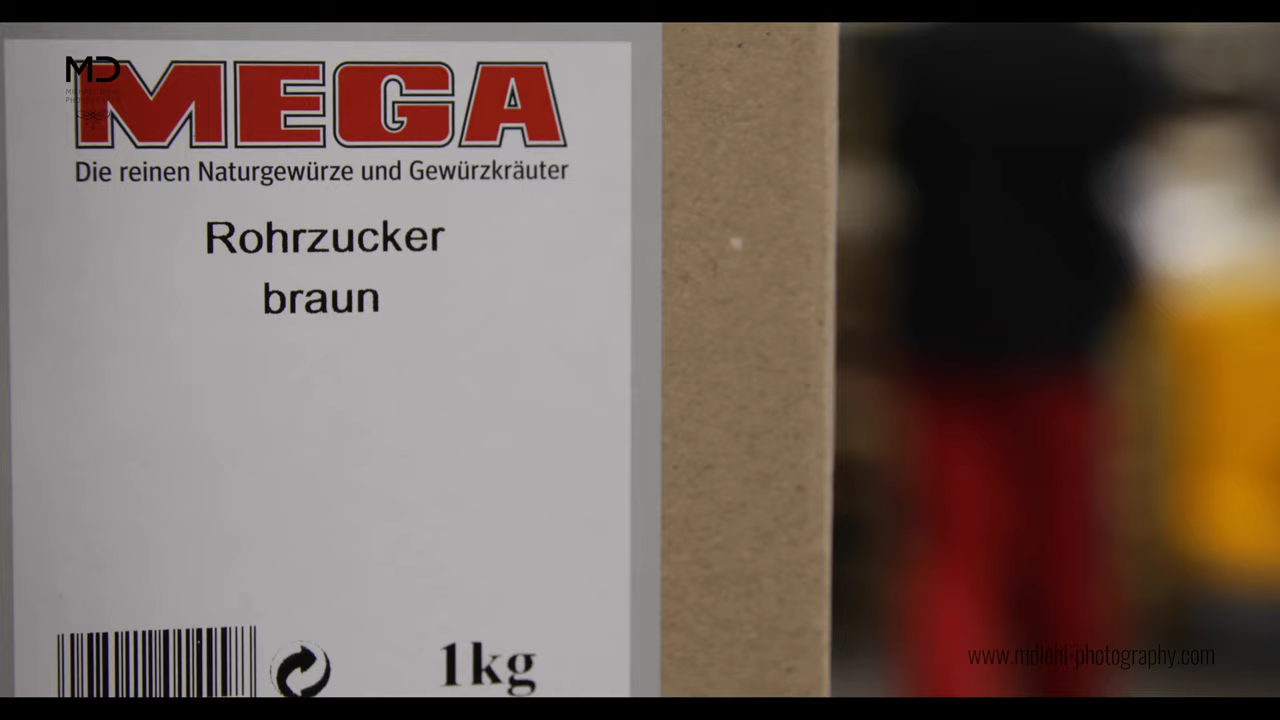 MD
MEGA
Die reinen Naturgewürze und Gewürzkräuter
Rohrzucker
braun
1kg
www.mdiehl-photography.com